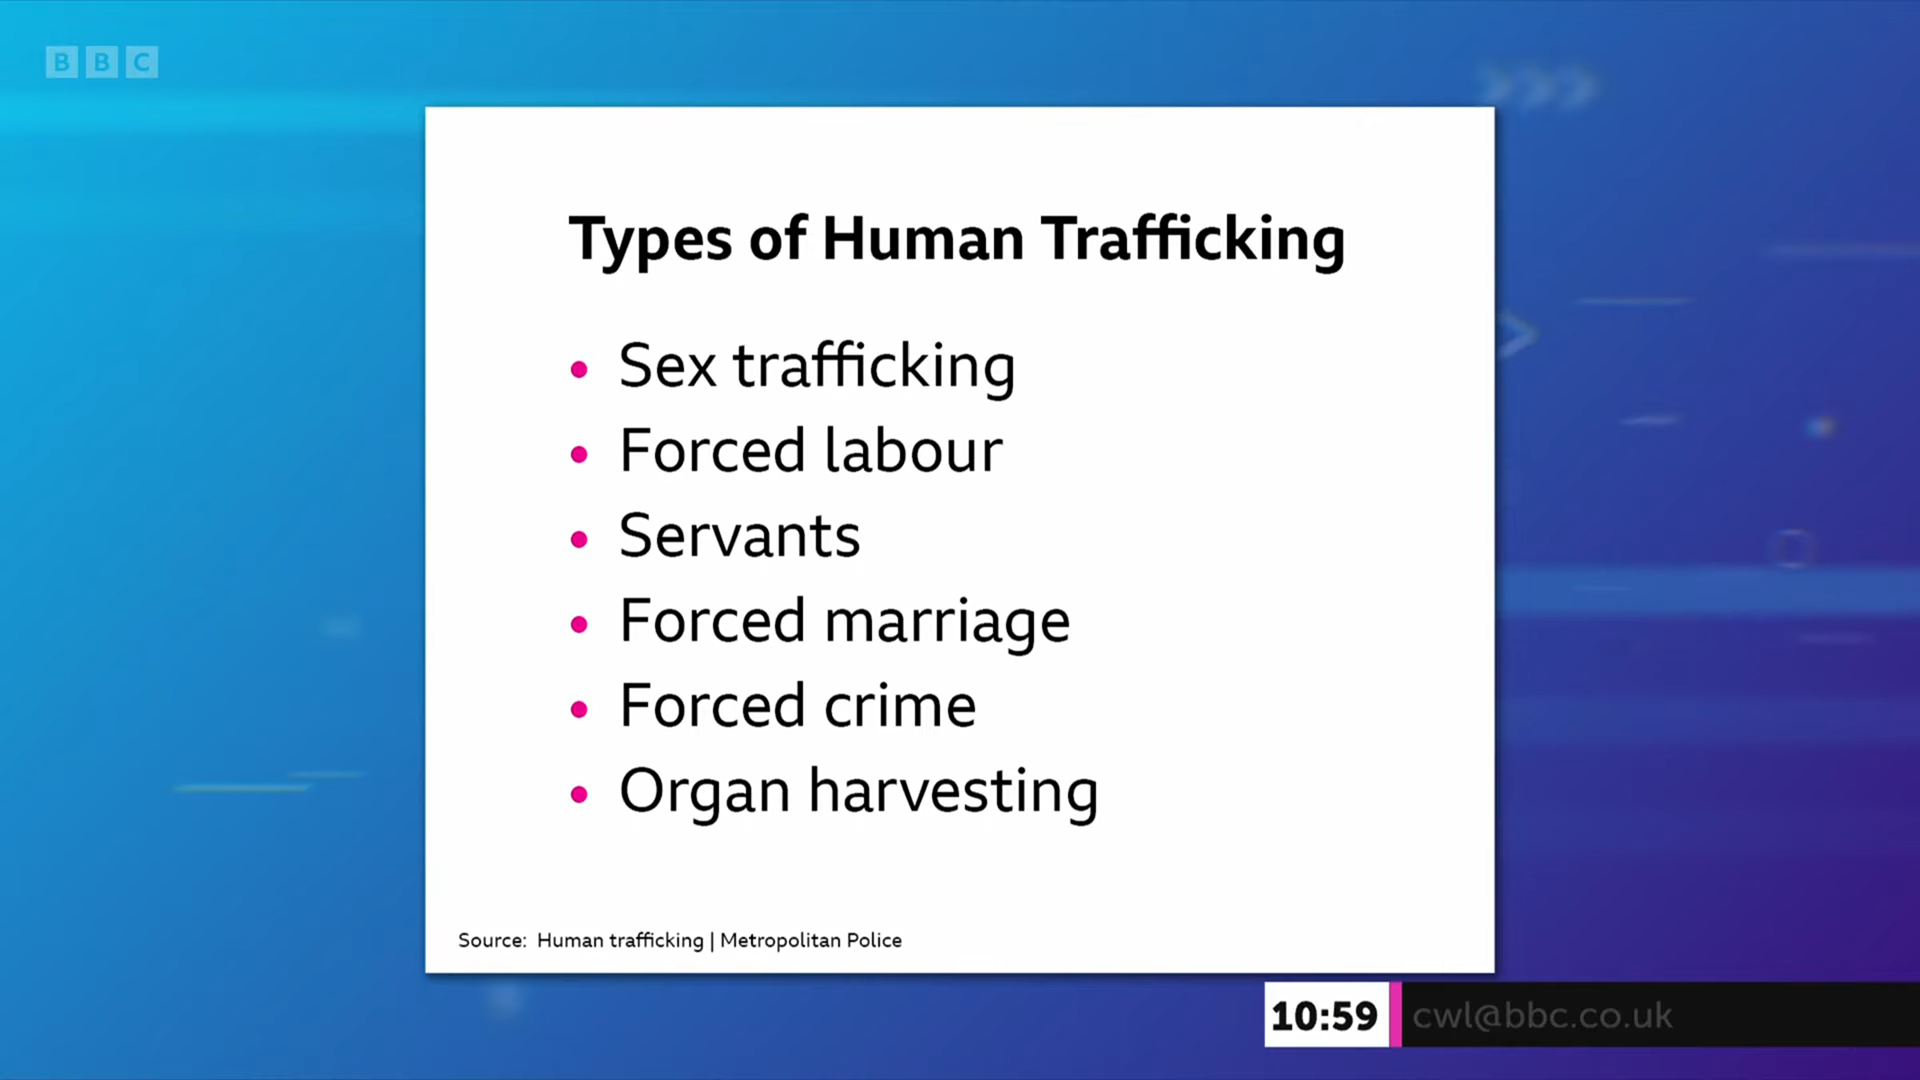 BBC
Types of Human Trafficking
• Sex trafficking
• Forced labour
• Servants
• Forced marriage
• Forced crime
• Organ harvesting
Source: Human trafficking | Metropolitan Police
10:59 cwl@bbc.co.uk